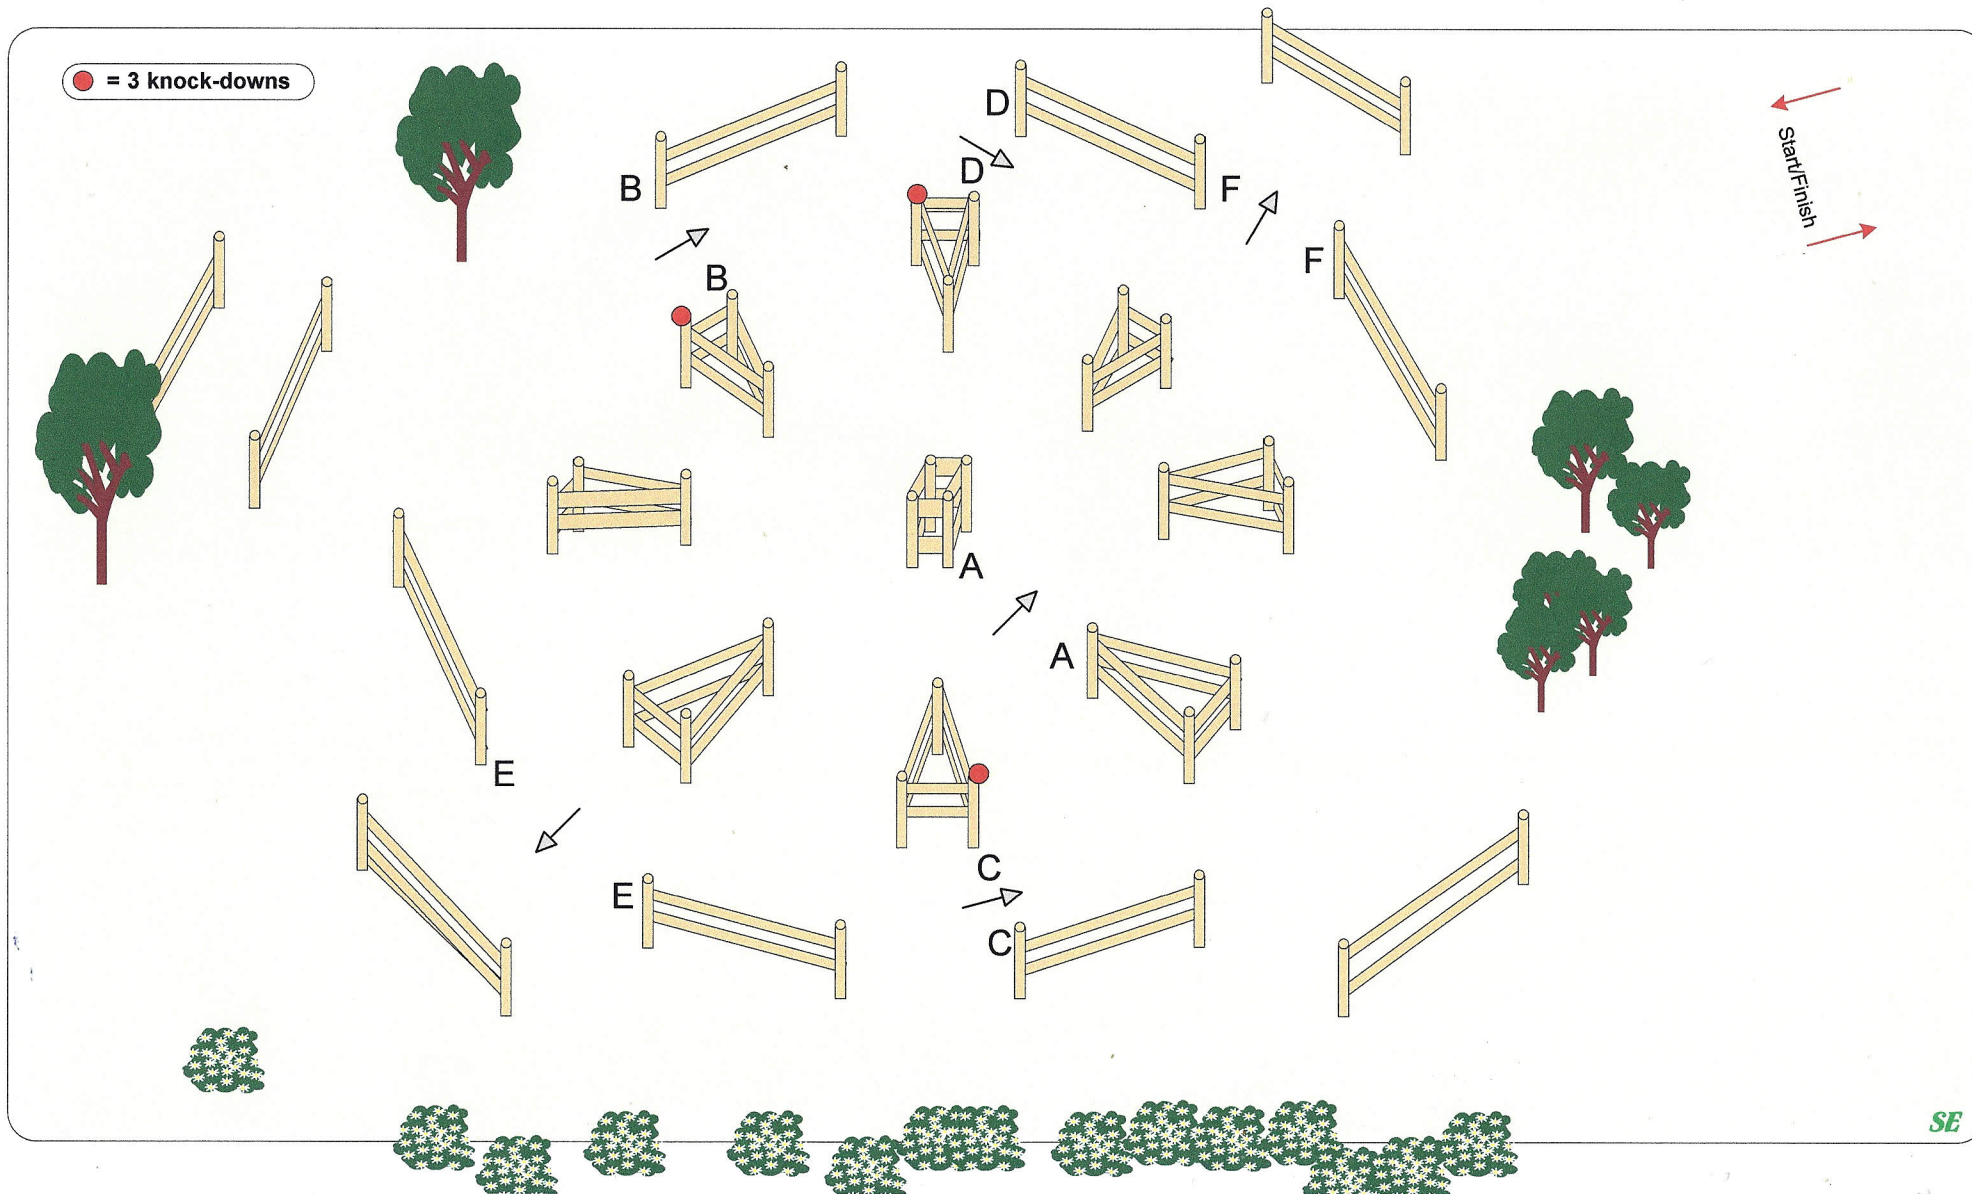 = 3 knock-downs
D
B
D
F
Start/Finish
F
B
A
A
E
C
E
C
SE